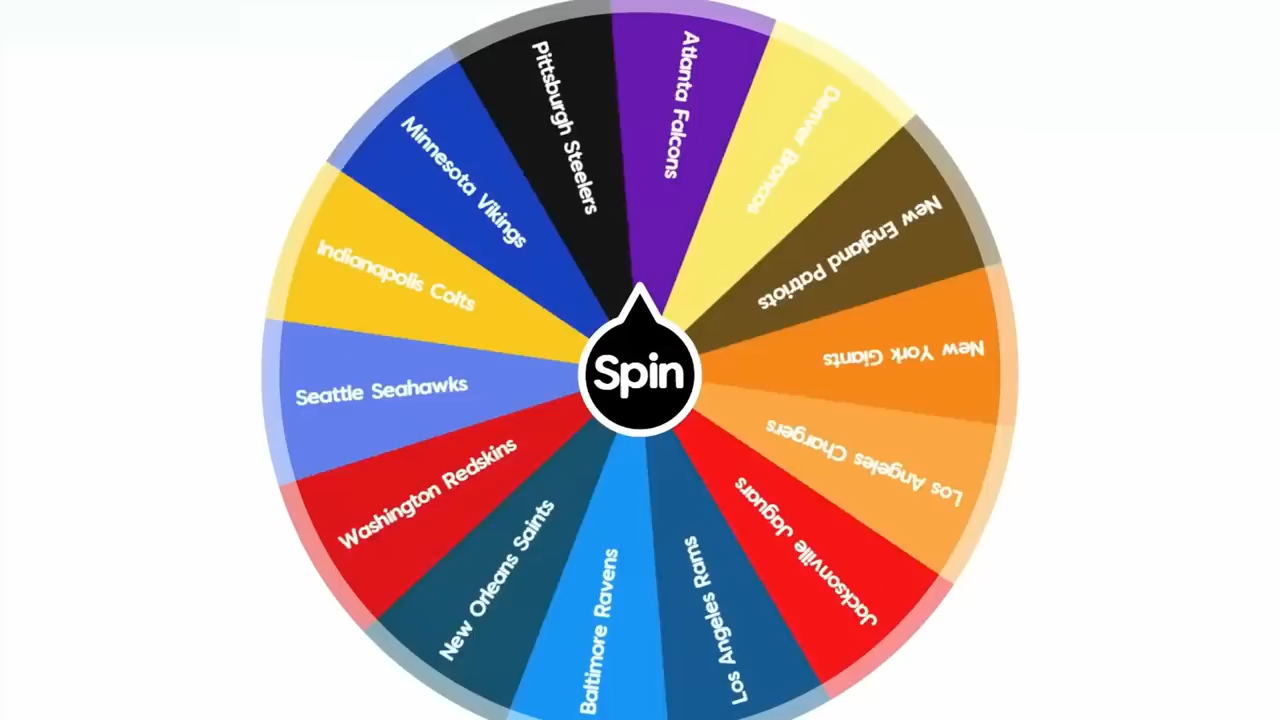 Atlanta Falcons
Denver Broncos
New England Patriots
New York Giants
Los Angeles Chargers
Jacksonville Jaguars
Los Angeles Rams
Baltimore Ravens
New Orleans Saints
Washington Redskins
Seattle Seahawks
Indianapolis Colts
Minnesota Vikings
Pittsburgh Steelers
Spin